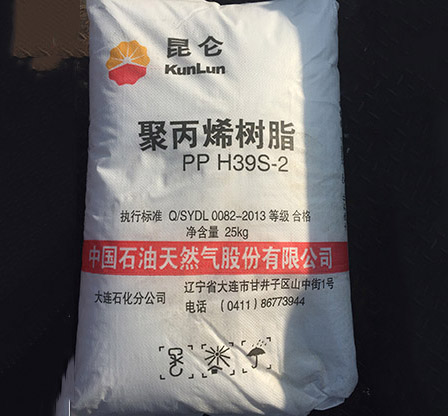 昆仑
KunLun
聚丙烯树脂
PP H39S-2
执行标准 Q/SYDL 0082-2013 等级 合格
净含量 25kg
中国石油天然气股份有限公司
大连石化分公司
辽宁省大连市甘井子区山中街1号
电话 (0411) 86773944